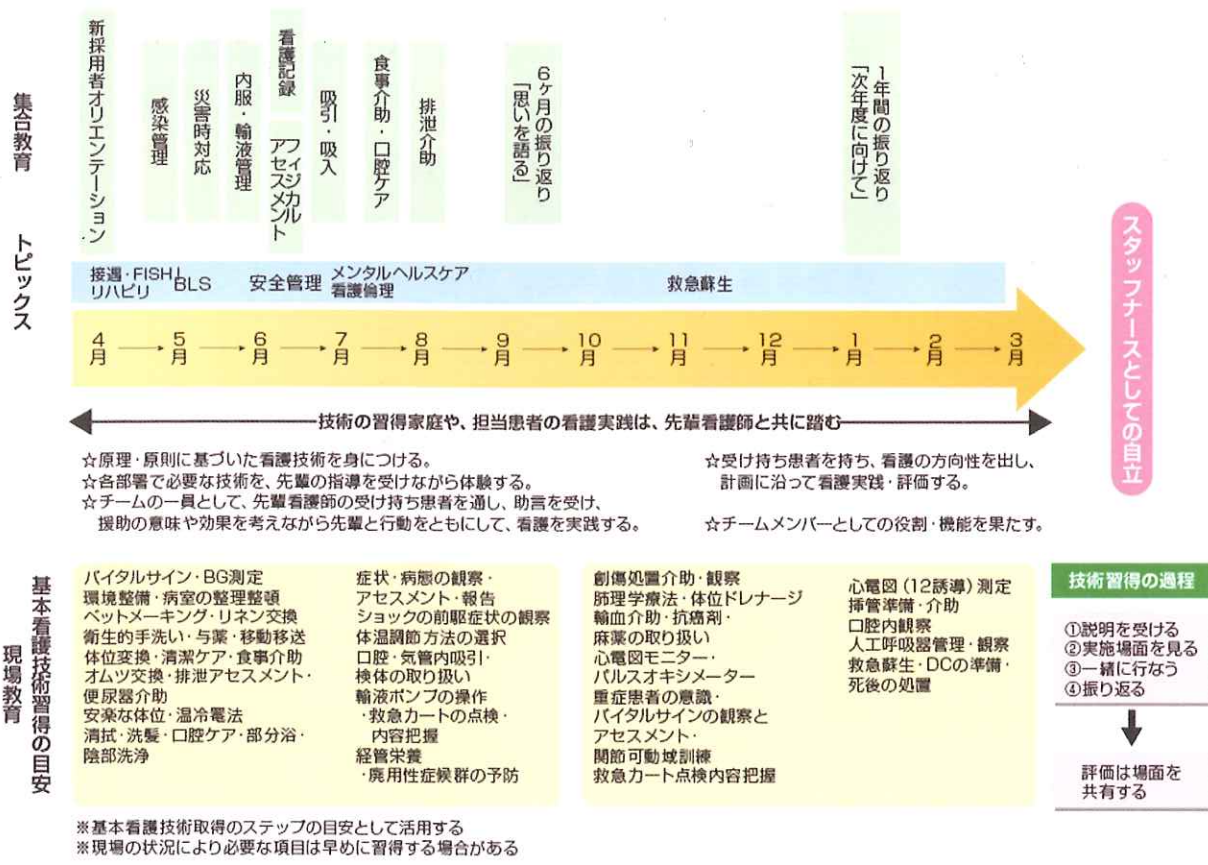 集合教育
新採用者オリエンテーション
感染管理
災害時対応
内服・輸液管理
看護記録
フィジカル
アセスメント
吸引・吸入
食事介助・口腔ケア
排泄介助
6ヶ月の振り返り
「思いを語る」
1年間の振り返り
「次年度に向けて」
トピックス
接遇・FISH!
リハビリ
BLS
安全管理
メンタルヘルスケア
看護倫理
救急蘇生
4月
5月
6月
7月
8月
9月
10月
11月
12月
1月
2月
3月
スタッフナースとしての自立
技術の習得家庭や、担当患者の看護実践は、先輩看護師と共に踏む
☆原理・原則に基づいた看護技術を身につける。
☆各部署で必要な技術を、先輩の指導を受けながら体験する。
☆チームの一員として、先輩看護師の受け持ち患者を通し、助言を受け、
援助の意味や効果を考えながら先輩と行動をともにして、看護を実践する。
☆受け持ち患者を持ち、看護の方向性を出し、
計画に沿って看護実践・評価する。
☆チームメンバーとしての役割・機能を果たす。
基本看護技術習得の目安
現場教育
バイタルサイン・BG測定
環境整備・病室の整理整頓
ベットメーキング・リネン交換
衛生的手洗い・与薬・移動移送
体位変換・清潔ケア・食事介助
オムツ交換・排泄アセスメント・
便尿器介助
安楽な体位・温冷罨法
清拭・洗髪・口腔ケア・部分浴・
陰部洗浄
症状・病態の観察・
アセスメント・報告
ショックの前駆症状の観察
体温調節方法の選択
口腔・気管内吸引・
検体の取り扱い
輸液ポンプの操作
・救急カートの点検・
内容把握
経管栄養
・廃用性症候群の予防
創傷処置介助・観察
肺理学療法・体位ドレナージ
輸血介助・抗癌剤・
麻薬の取り扱い
心電図モニター・
パルスオキシメーター
重症患者の意識・
バイタルサインの観察と
アセスメント・
関節可動域訓練
救急カート点検内容把握
心電図(12誘導)測定
挿管準備・介助
口腔内観察
人工呼吸器管理・観察
救急蘇生・DCの準備・
死後の処置
技術習得の過程
①説明を受ける
②実施場面を見る
③一緒に行なう
④振り返る
評価は場面を
共有する
※基本看護技術取得のステップの目安として活用する
※現場の状況により必要な項目は早めに習得する場合がある